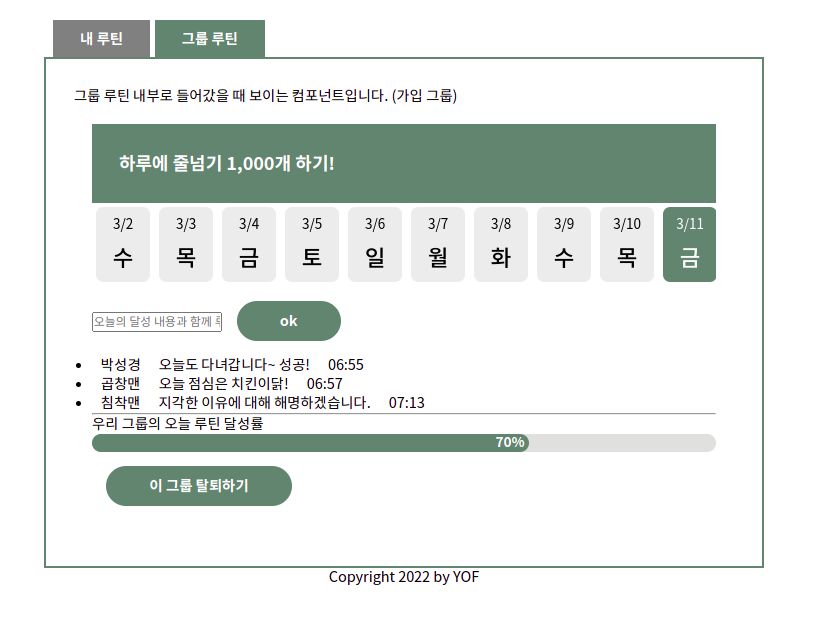 내 루틴 그룹 루틴
그룹 루틴 내부로 들어갔을 때 보이는 컴포넌트입니다. (가입 그룹)
하루에 줄넘기 1,000개 하기!
3/2 3/3 3/4 3/5 3/6 3/7 3/8 3/9 3/10 3/11
수 목 금 토 일 월 화 수 목 금
오늘의 달성 내용과 함께 ok
박성경 오늘도 다녀갑니다~ 성공! 06:55
곱창맨 오늘 점심은 치킨이닭! 06:57
침착맨 지각한 이유에 대해 해명하겠습니다. 07:13
우리 그룹의 오늘 루틴 달성률
70%
이 그룹 탈퇴하기
Copyright 2022 by YOF